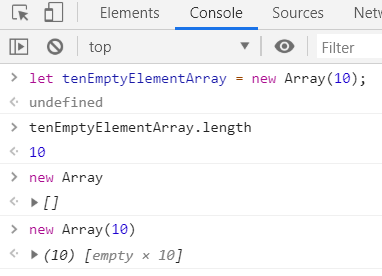 Elements Console Sources Net
top Filter
> let tenEmptyElementArray = new Array(10);
undefined
> tenEmptyElementArray.length
10
> new Array
▶ []
> new Array(10)
▶ (10) [empty × 10]